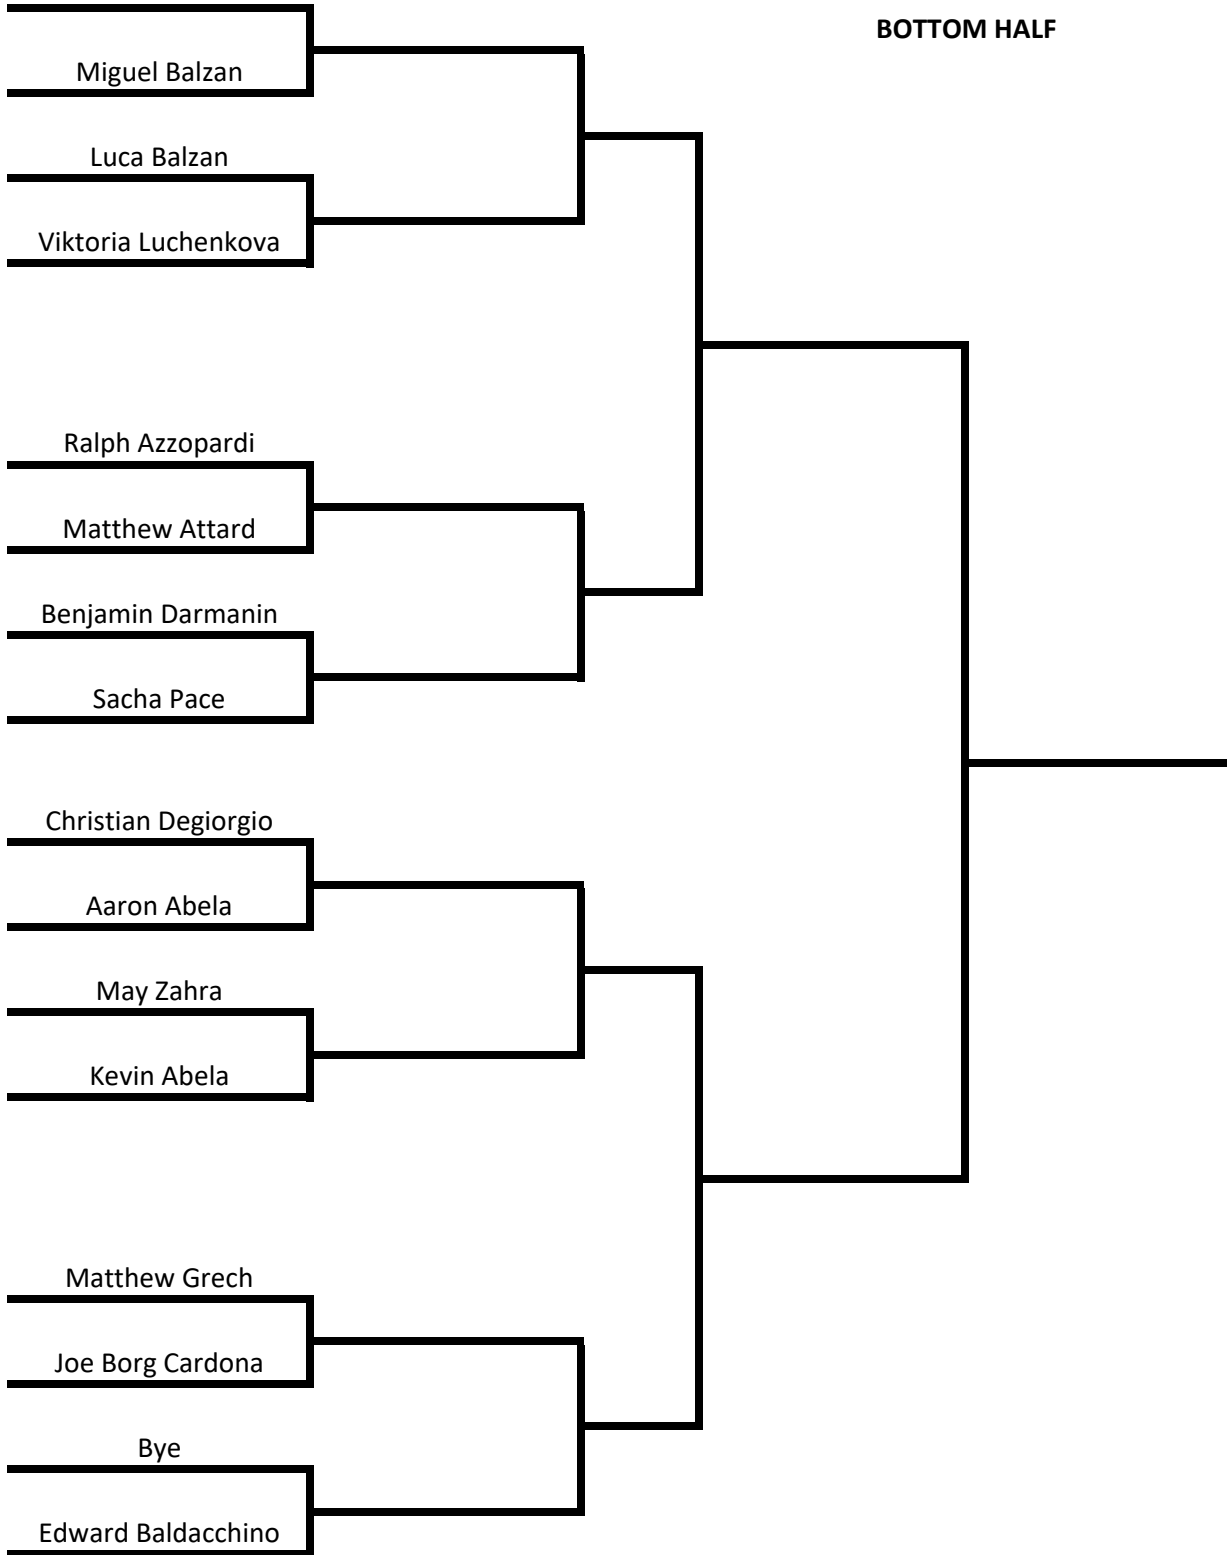 BOTTOM HALF
Miguel Balzan
Luca Balzan
Viktoria Luchenkova
Ralph Azzopardi
Matthew Attard
Benjamin Darmanin
Sacha Pace
Christian Degiorgio
Aaron Abela
May Zahra
Kevin Abela
Matthew Grech
Joe Borg Cardona
Bye
Edward Baldacchino